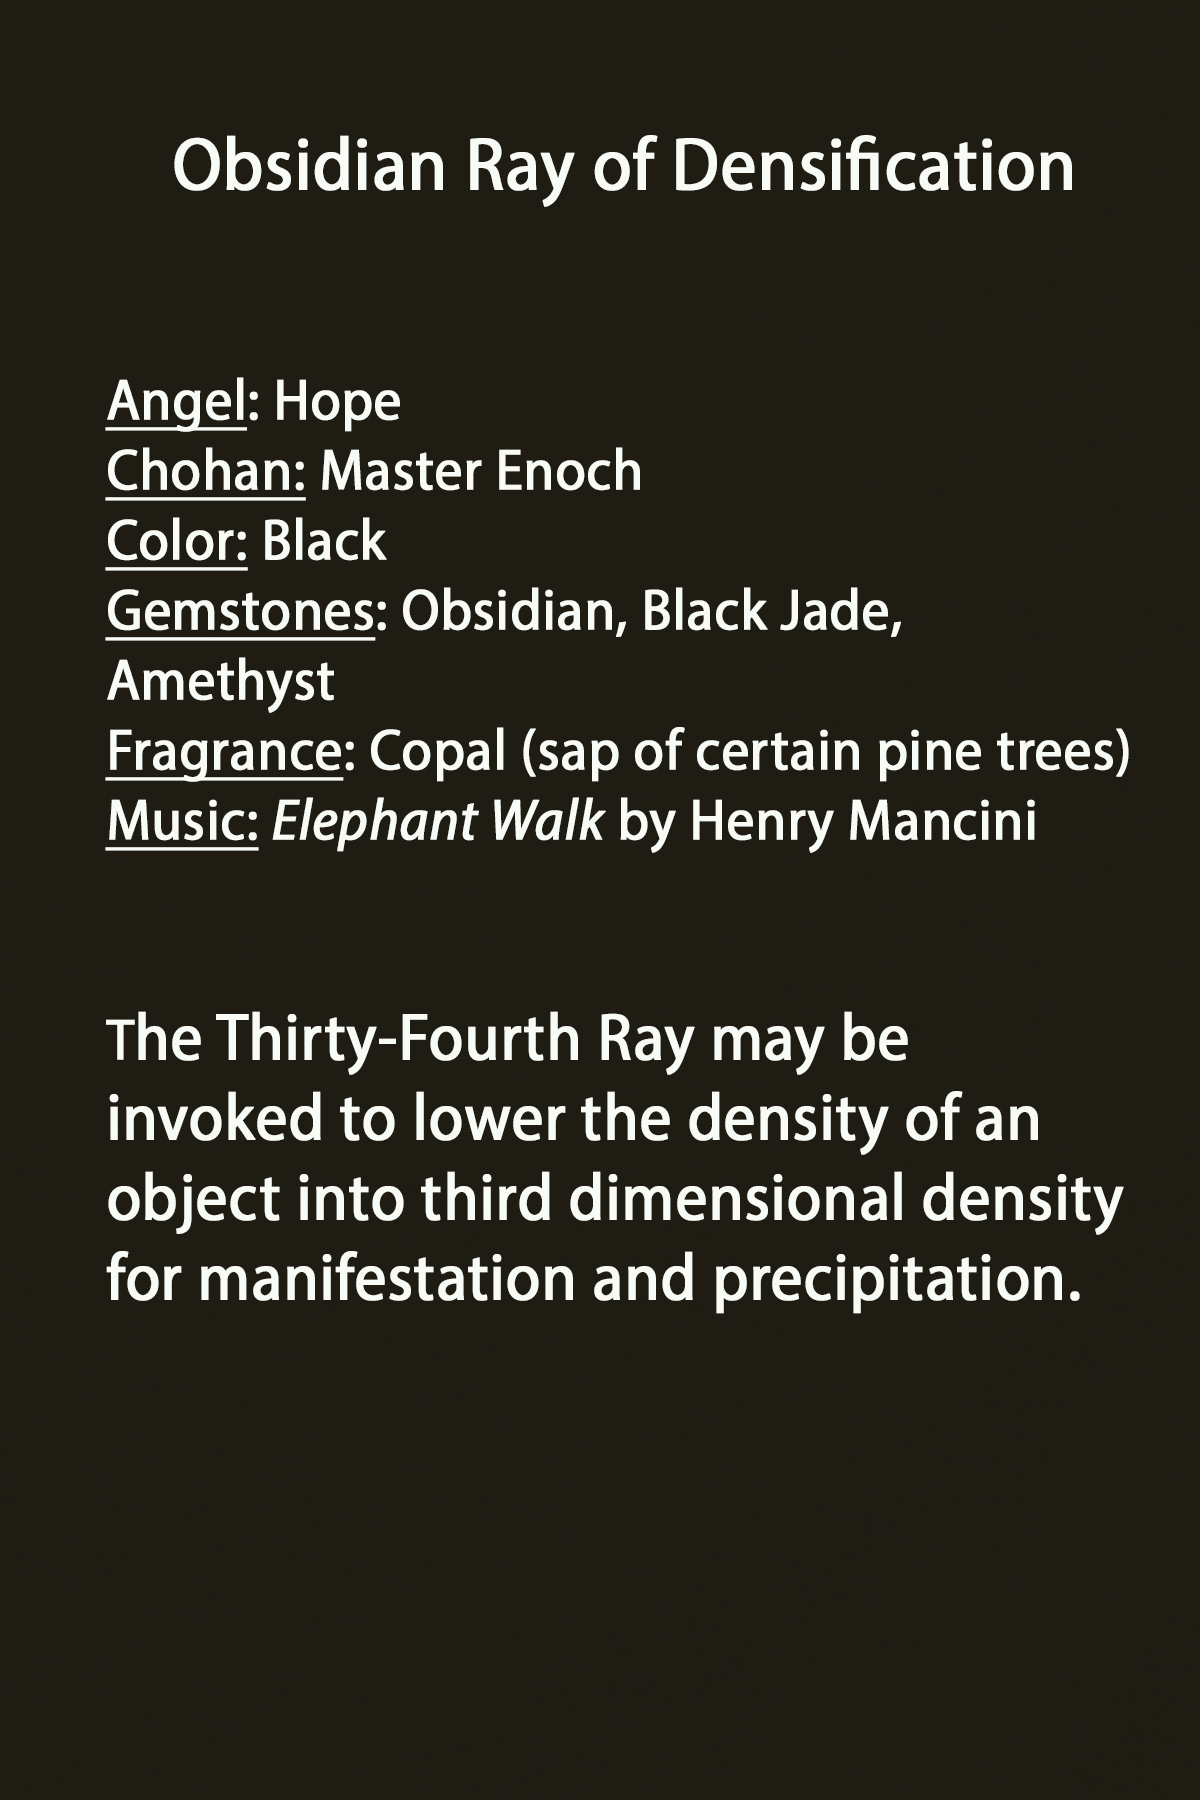 Obsidian Ray of Densification
Angel: Hope
Chohan: Master Enoch
Color: Black
Gemstones: Obsidian, Black Jade,
Amethyst
Fragrance: Copal (sap of certain pine trees)
Music: Elephant Walk by Henry Mancini
The Thirty-Fourth Ray may be
invoked to lower the density of an
object into third dimensional density
for manifestation and precipitation.